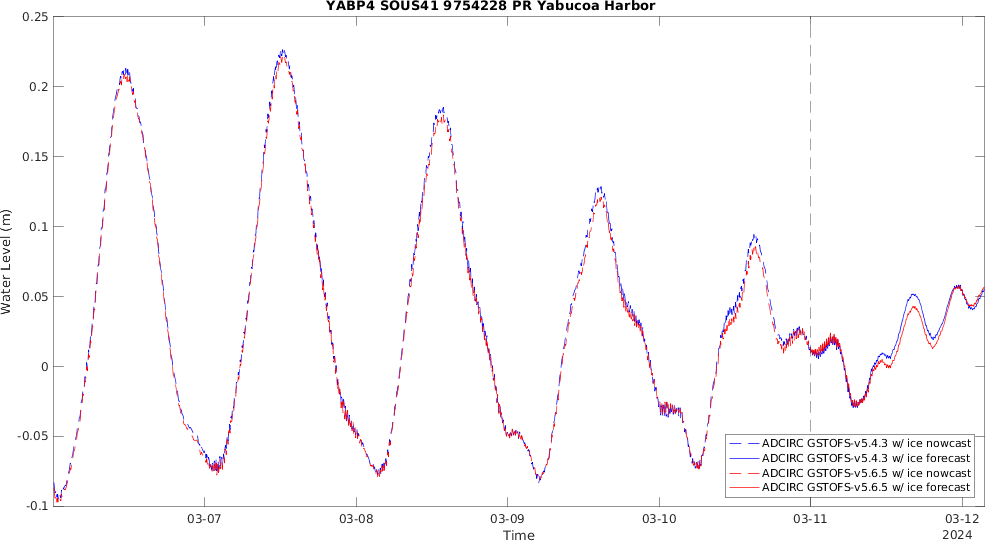 YABP4 SOUS41 9754228 PR Yabucoa Harbor
0.25
0.2
0.15
0.1
0.05
0
-0.05
-0.1
Water Level (m)
03-07
03-08
03-09
03-10
03-11
03-12
2024
Time
ADCIRC GSTOFS-v5.4.3 w/ ice nowcast
ADCIRC GSTOFS-v5.4.3 w/ ice forecast
ADCIRC GSTOFS-v5.6.5 w/ ice nowcast
ADCIRC GSTOFS-v5.6.5 w/ ice forecast